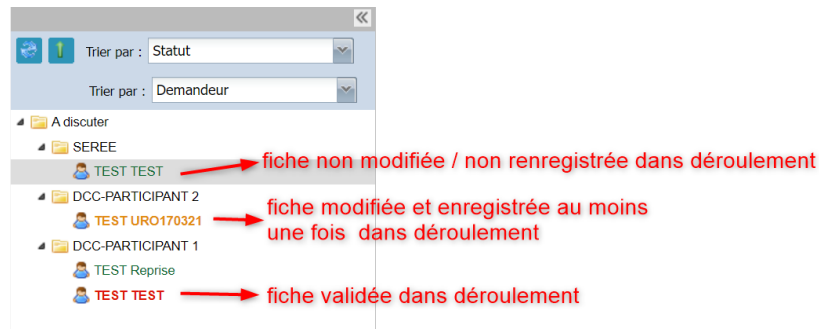 Trier par : Statut
Trier par : Demandeur
A discuter
SEREE
TEST TEST
fiche non modifiée / non renregistrée dans déroulement
DCC-PARTICIPANT 2
TEST URO170321
fiche modifiée et enregistrée au moins
une fois dans déroulement
DCC-PARTICIPANT 1
TEST Reprise
TEST TEST
fiche validée dans déroulement